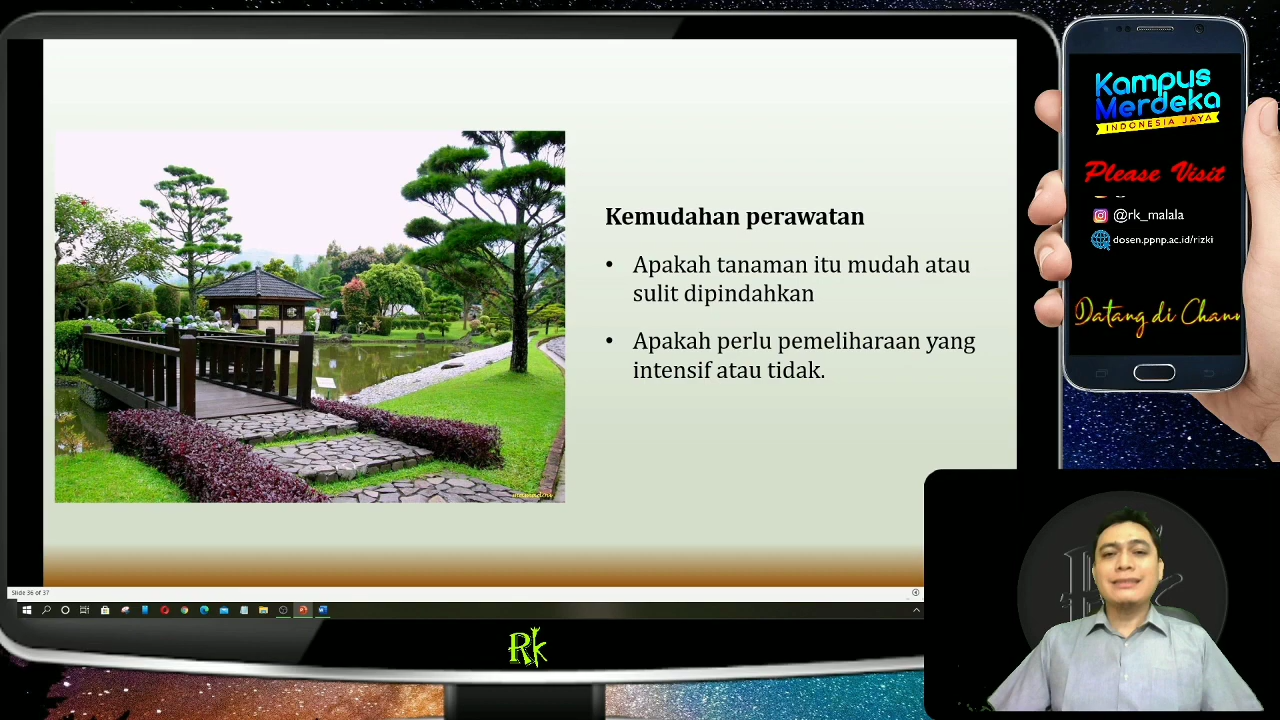 Kemudahan perawatan
• Apakah tanaman itu mudah atau
sulit dipindahkan
• Apakah perlu pemeliharaan yang
intensif atau tidak.
Slide 36 of 37
Rk
Kampus
Merdeka
INDONESIA JAYA
Please Visit
@rk_malala
dosen.ppnp.ac.id/rizki
Datang di Chann